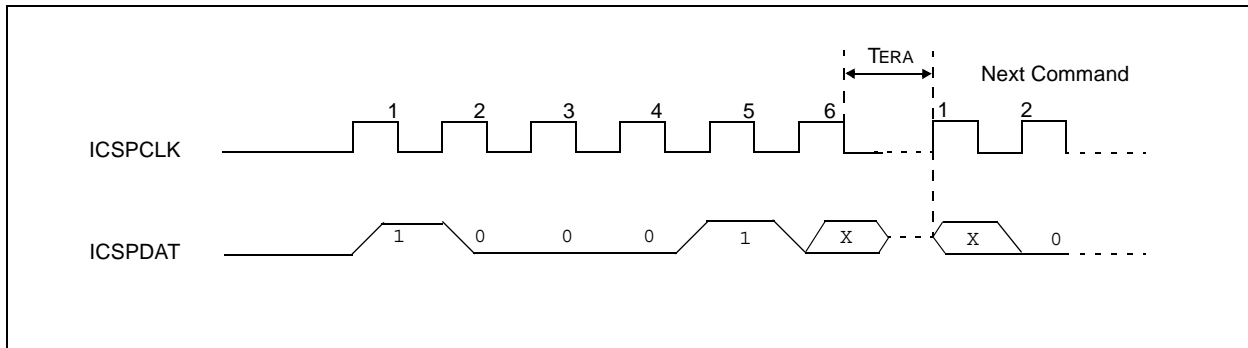 TERA
Next Command
1 2 3 4 5 6 1 2
ICSPCLK
1 0 0 0 1 X X 0
ICSPDAT